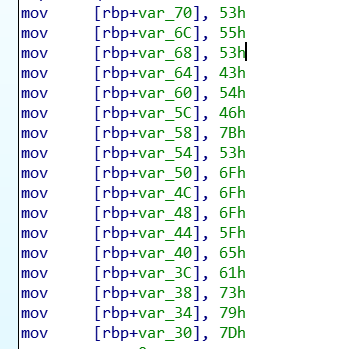 mov [rbp+var_70], 53h
mov [rbp+var_6C], 55h
mov [rbp+var_68], 53h
mov [rbp+var_64], 43h
mov [rbp+var_60], 54h
mov [rbp+var_5C], 46h
mov [rbp+var_58], 7Bh
mov [rbp+var_54], 53h
mov [rbp+var_50], 6Fh
mov [rbp+var_4C], 6Fh
mov [rbp+var_48], 6Fh
mov [rbp+var_44], 5Fh
mov [rbp+var_40], 65h
mov [rbp+var_3C], 61h
mov [rbp+var_38], 73h
mov [rbp+var_34], 79h
mov [rbp+var_30], 7Dh